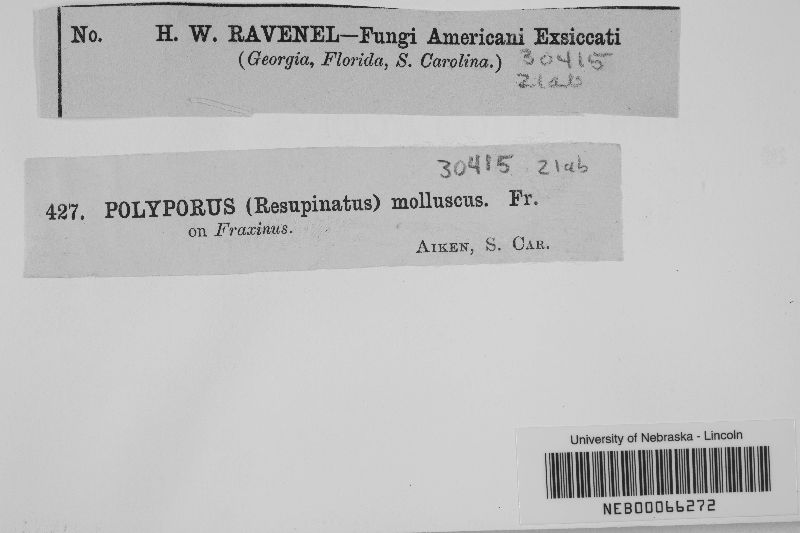 No. H. W. RAVENEL—Fungi Americani Exsiccati
(Georgia, Florida, S. Carolina.) 30415
21ab
30415 21ab
427. POLYPORUS (Resupinatus) molluscus. Fr.
on Fraxinus.
AIKEN, S. CAR.
University of Nebraska - Lincoln
NEB00066272